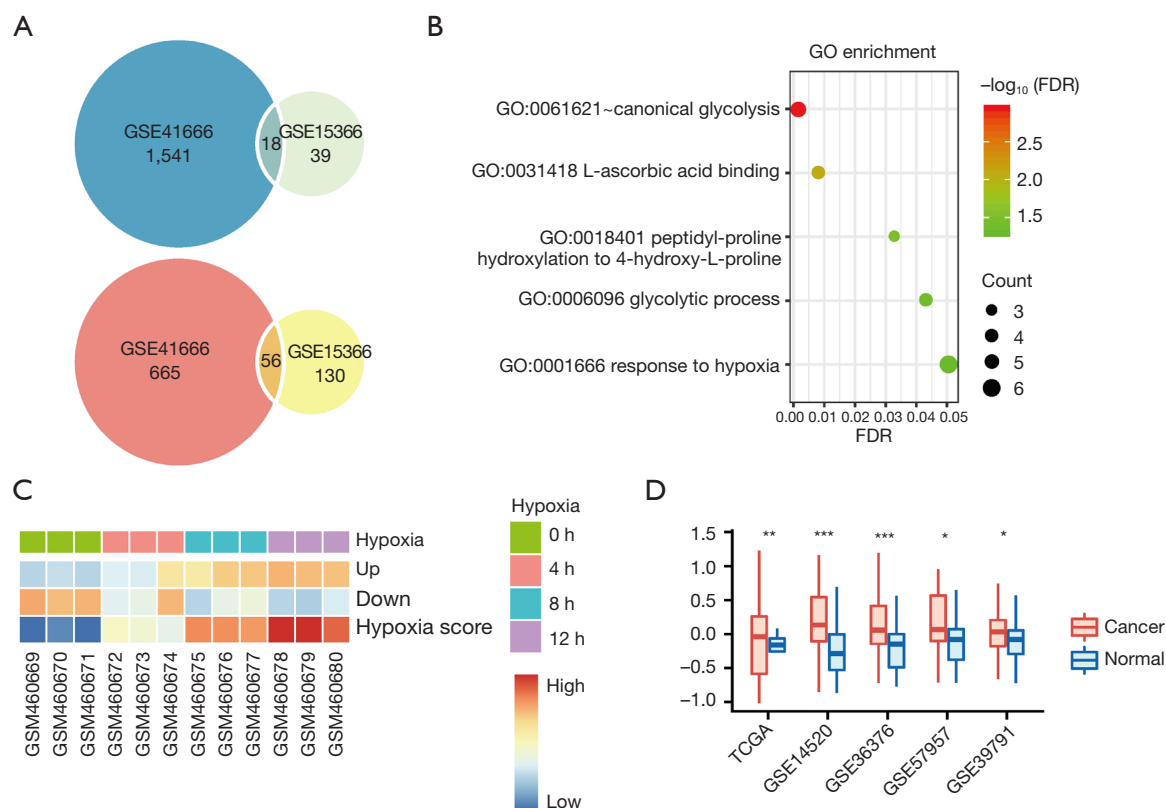 A
GSE41666
1,541
18
GSE15366
39
GSE41666
665
56
GSE15366
130
B
GO enrichment
GO:0061621~canonical glycolysis
GO:0031418 L-ascorbic acid binding
GO:0018401 peptidyl-proline
hydroxylation to 4-hydroxy-L-proline
GO:0006096 glycolytic process
GO:0001666 response to hypoxia
0.00 0.01 0.02 0.03 0.04 0.05
FDR
–log₁₀ (FDR)
2.5
2.0
1.5
Count
3
4
5
6
C
Hypoxia
Up
Down
Hypoxia score
GSM460669
GSM460670
GSM460671
GSM460672
GSM460673
GSM460674
GSM460675
GSM460676
GSM460677
GSM460678
GSM460679
GSM460680
Hypoxia
0 h
4 h
8 h
12 h
High
Low
D
1.5
1.0
0.5
0.0
−0.5
−1.0
** *** *** * *
TCGA
GSE14520
GSE36376
GSE57957
GSE39791
Cancer
Normal